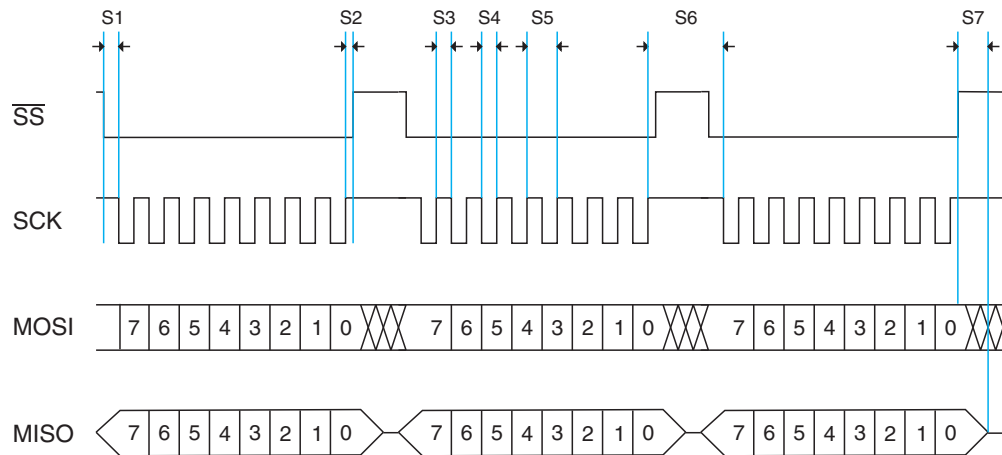 S1 S2 S3 S4 S5 S6 S7
S̅S̅
SCK
MOSI 7 6 5 4 3 2 1 0 7 6 5 4 3 2 1 0 7 6 5 4 3 2 1 0
MISO 7 6 5 4 3 2 1 0 7 6 5 4 3 2 1 0 7 6 5 4 3 2 1 0